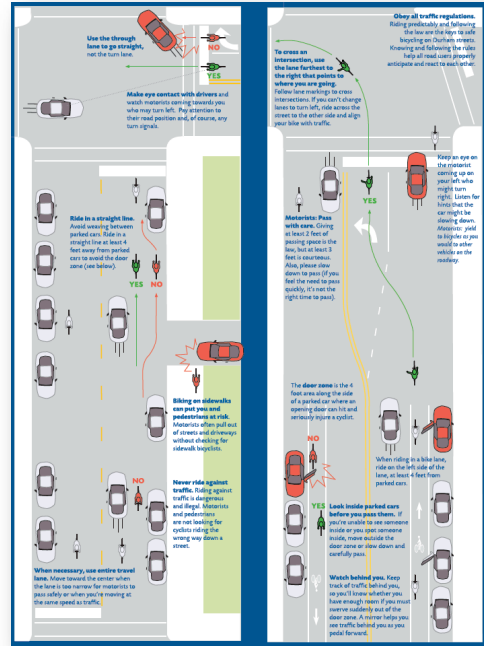 Use the through
lane to go straight,
not the turn lane.
NO
YES
Make eye contact with drivers and
watch motorists coming towards you
who may turn left. Pay attention to
their road position and, of course, any
turn signals.
Ride in a straight line.
Avoid weaving between
parked cars. Ride in a
straight line at least 4
feet away from parked
cars to avoid the door
zone (see below).
YES
NO
Biking on sidewalks
can put you and
pedestrians at risk.
Motorists often pull out
of streets and driveways
without checking for
sidewalk bicyclists.
Never ride against
traffic. Riding against
traffic is dangerous
and illegal. Motorists
and pedestrians
are not looking for
cyclists riding the
wrong way down a
street.
NO
When necessary, use entire travel
lane. Move toward the center when
the lane is too narrow for motorists to
pass safely or when you're moving at
the same speed as traffic.
Obey all traffic regulations.
Riding predictably and following
the law are the keys to safe
bicycling on Durham streets.
Knowing and following the rules
help all road users properly
anticipate and react to each other.
To cross an
intersection, use
the lane farthest to
the right that points to
where you are going.
Follow lane markings to cross
intersections. If you can't change
lanes to turn left, ride across the
street to the other side and align
your bike with traffic.
Keep an eye on
the motorist
coming up on
your left who
might turn
right. Listen for
hints that the
car might be
slowing down.
Motorists: yield
to bicycles as you
would to other
vehicles on the
roadway.
YES
Motorists: Pass
with care. Giving
at least 2 feet of
passing space is the
law, but at least 3
feet is courteous.
Also, please slow
down to pass (if you
feel the need to pass
quickly, it's not the
right time to pass).
The door zone is the 4
foot area along the side
of a parked car where an
opening door can hit and
seriously injure a cyclist.
NO
When riding in a bike lane,
ride on the left side of the
lane, at least 4 feet from
parked cars.
YES
Look inside parked cars
before you pass them. If
you're unable to see someone
inside or you spot someone
inside, move outside the
door zone or slow down and
carefully pass.
Watch behind you. Keep
track of traffic behind you,
so you'll know whether you
have enough room if you must
swerve suddenly out of the
door zone. A mirror helps you
see traffic behind you as you
pedal forward.